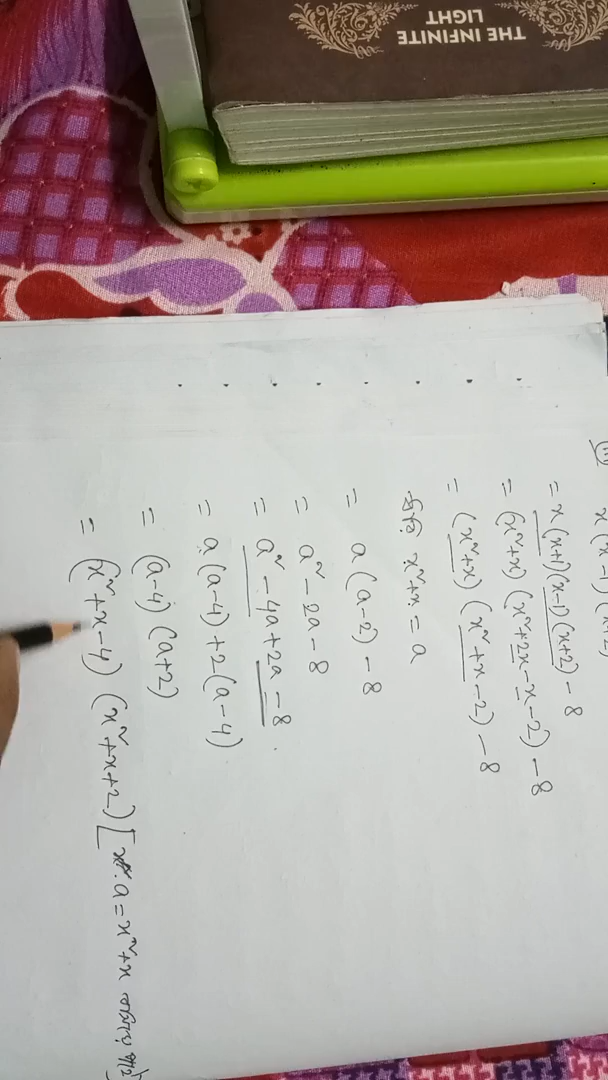 THE INFINITE
LIGHT
= x(x+1)(x-1)(x+2) - 8
= (x²+x) (x²+2x-x-2) - 8
= (x²+x) (x²+x-2) - 8
ধরি x²+x = a
= a(a-2) - 8
= a² - 2a - 8
= a² - 4a + 2a - 8
= a(a-4) + 2(a-4)
= (a-4) (a+2)
= (x²+x-4) (x²+x+2) [a = x²+x